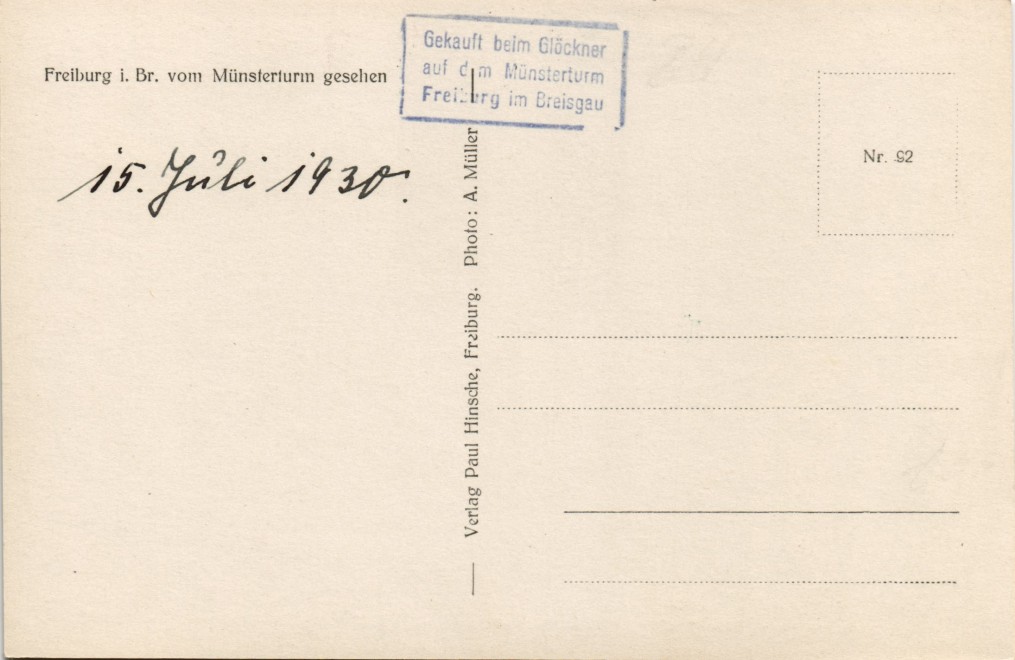 Freiburg i. Br. vom Münsterturm gesehen
Gekauft beim Glöckner
auf dem Münsterturm
Freiburg im Breisgau
15. Juli 1930.
Nr. 92
Verlag Paul Hinsche, Freiburg. Photo: A. Müller